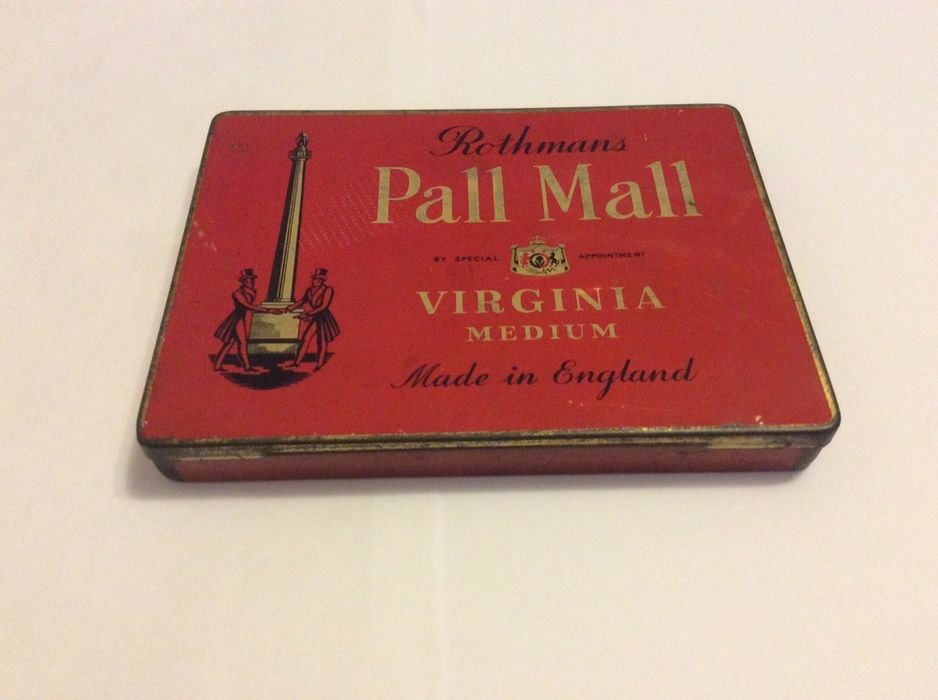 Rothmans
Pall Mall
BY SPECIAL APPOINTMENT
VIRGINIA
MEDIUM
Made in England